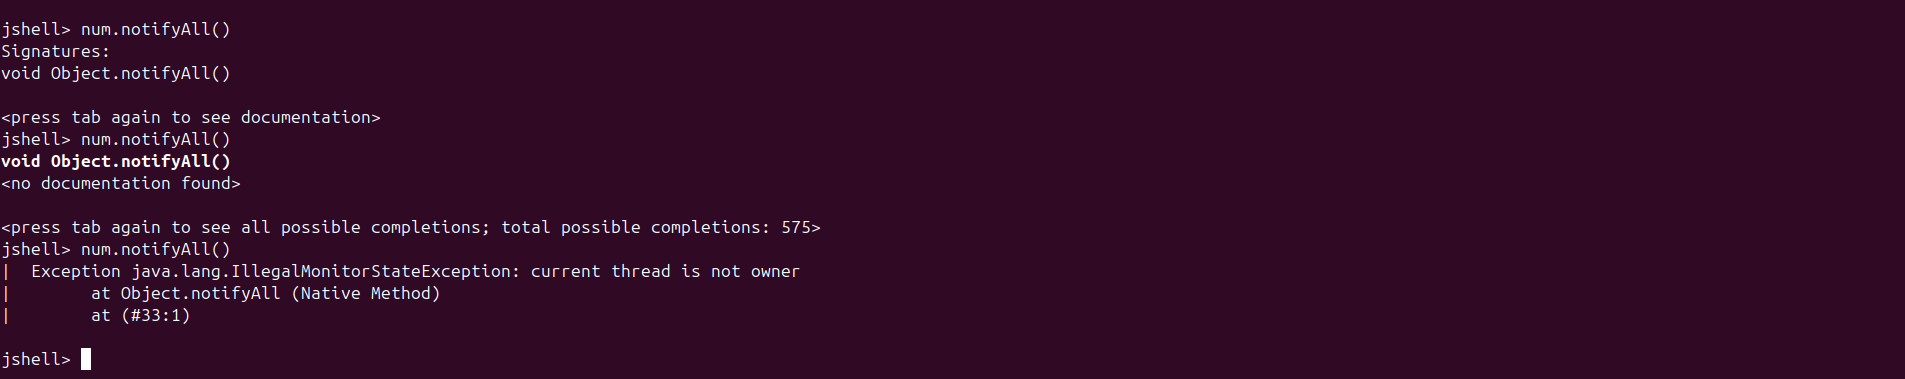 jshell> num.notifyAll()
Signatures:
void Object.notifyAll()
<press tab again to see documentation>
jshell> num.notifyAll()
void Object.notifyAll()
<no documentation found>
<press tab again to see all possible completions; total possible completions: 575>
jshell> num.notifyAll()
|  Exception java.lang.IllegalMonitorStateException: current thread is not owner
|        at Object.notifyAll (Native Method)
|        at (#33:1)
jshell>